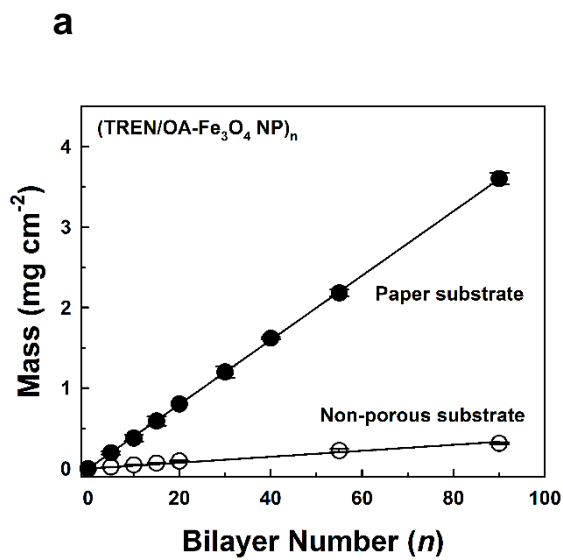 a
(TREN/OA-Fe₃O₄ NP)ₙ
4
3
2
1
0
Paper substrate
Non-porous substrate
0 20 40 60 80 100
Mass (mg cm⁻²)
Bilayer Number (n)